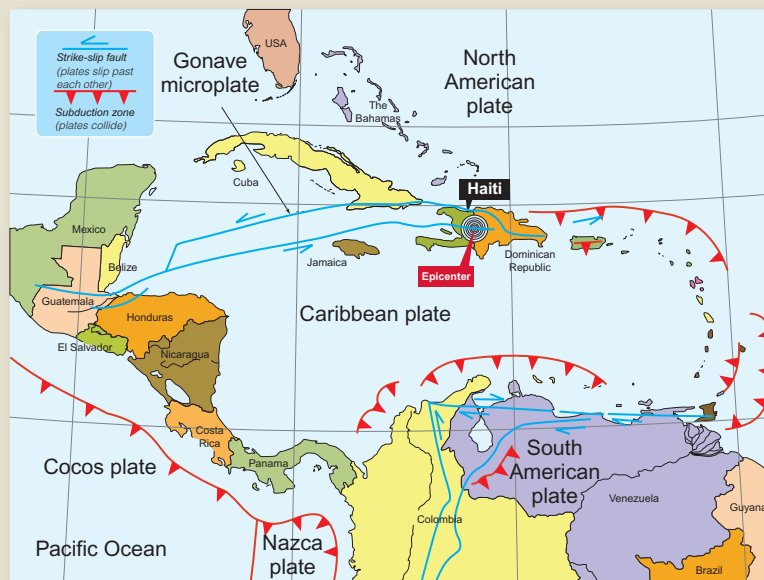 USA
Strike-slip fault
(plates slip past
each other)
Subduction zone
(plates collide)
Gonave
microplate
North
American
plate
The
Bahamas
Cuba
Haiti
Mexico
Belize
Jamaica
Dominican
Republic
Epicenter
Guatemala
Honduras
Caribbean plate
El Salvador
Nicaragua
Costa
Rica
Panama
Cocos plate
South
American
plate
Venezuela
Guyana
Colombia
Pacific Ocean
Nazca
plate
Brazil